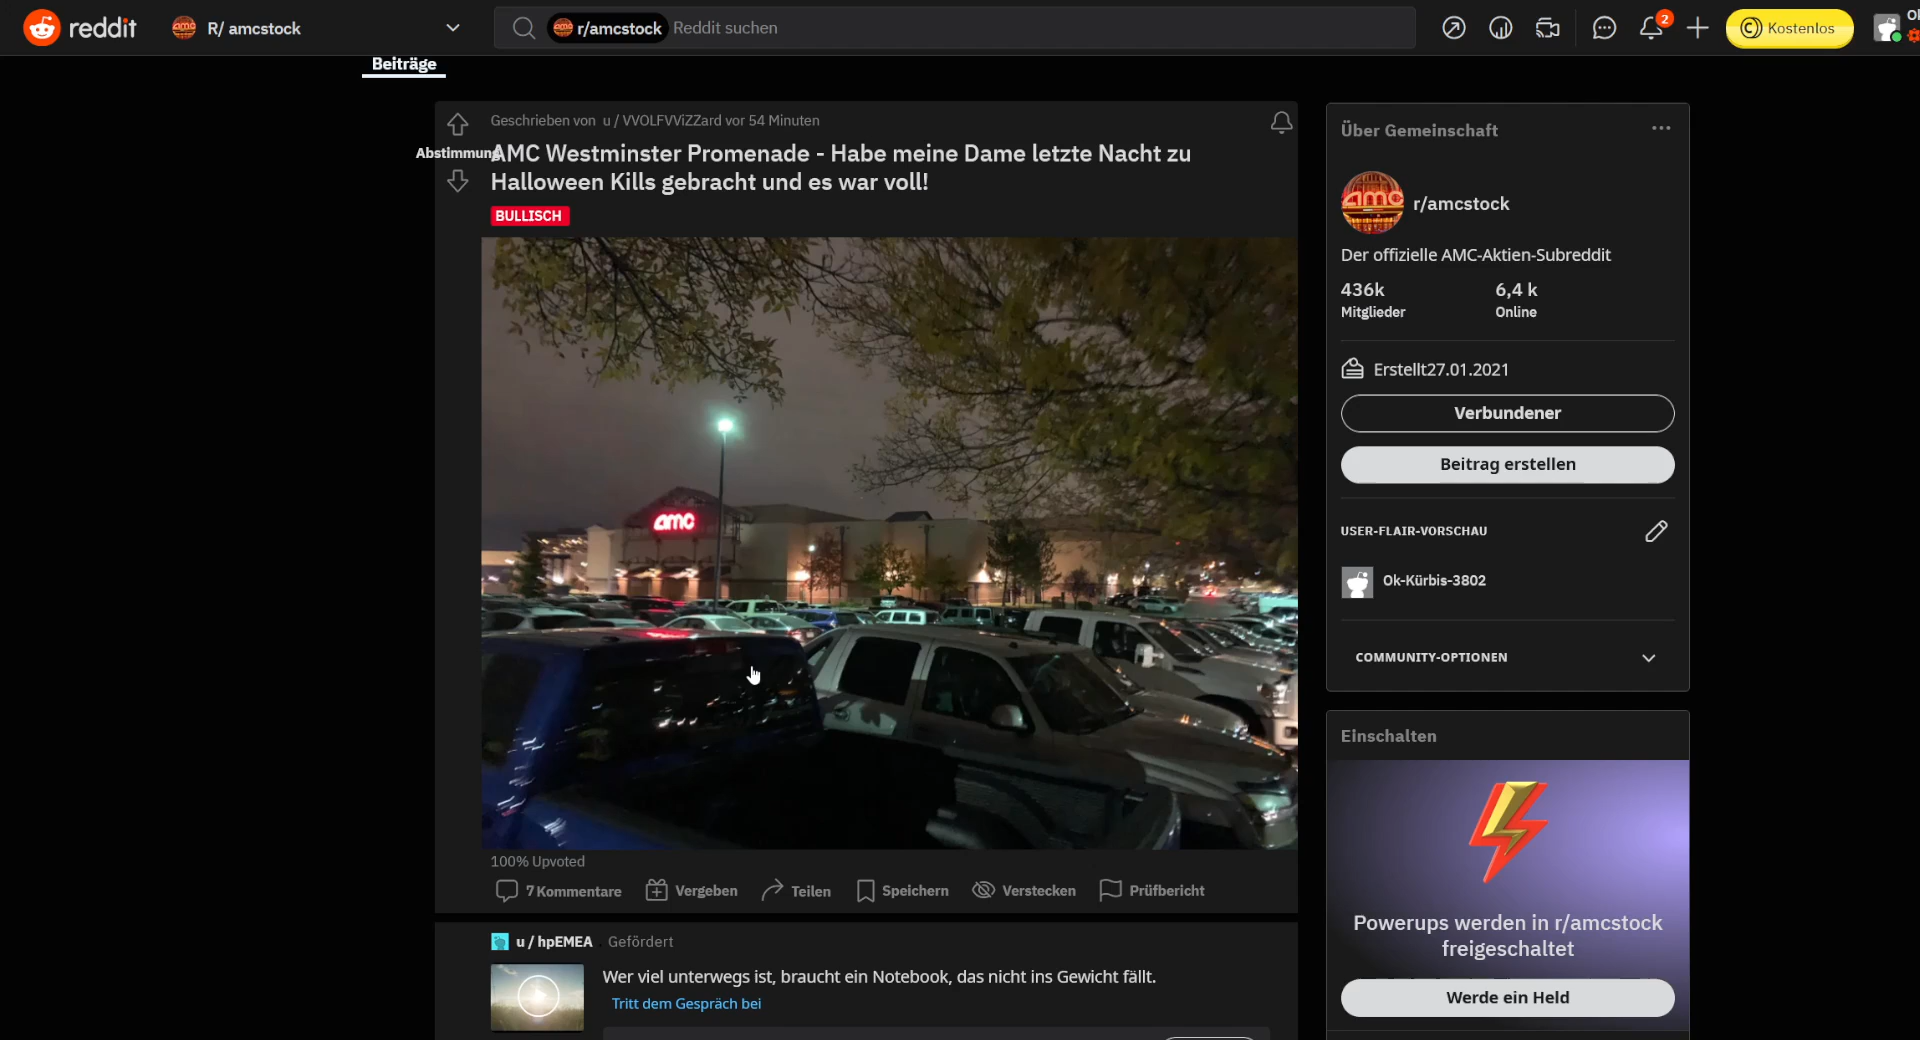 reddit
R/ amcstock
r/amcstock Reddit suchen
2
Kostenlos
Beiträge
Geschrieben von u / VVOLFVViZZard vor 54 Minuten
Abstimmung
AMC Westminster Promenade - Habe meine Dame letzte Nacht zu
Halloween Kills gebracht und es war voll!
BULLISCH
amc
100% Upvoted
7 Kommentare
Vergeben
Teilen
Speichern
Verstecken
Prüfbericht
u / hpEMEA Gefördert
Wer viel unterwegs ist, braucht ein Notebook, das nicht ins Gewicht fällt.
Tritt dem Gespräch bei
Über Gemeinschaft
amc
r/amcstock
Der offizielle AMC-Aktien-Subreddit
436k
Mitglieder
6,4 k
Online
Erstellt27.01.2021
Verbundener
Beitrag erstellen
USER-FLAIR-VORSCHAU
Ok-Kürbis-3802
COMMUNITY-OPTIONEN
Einschalten
Powerups werden in r/amcstock
freigeschaltet
Werde ein Held